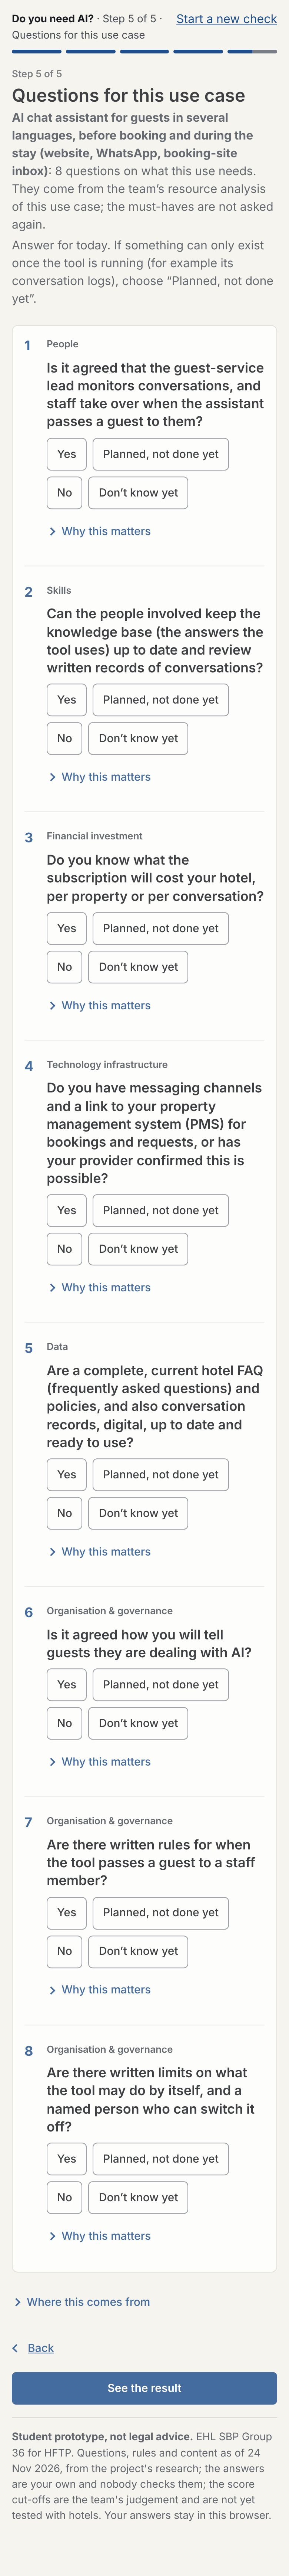 Do you need AI? · Step 5 of 5 ·
Questions for this use case
Start a new check
Step 5 of 5
Questions for this use case
AI chat assistant for guests in several
languages, before booking and during the
stay (website, WhatsApp, booking-site
inbox): 8 questions on what this use needs.
They come from the team's resource analysis
of this use case; the must-haves are not asked
again.
Answer for today. If something can only exist
once the tool is running (for example its
conversation logs), choose “Planned, not done
yet”.
1 People
Is it agreed that the guest-service
lead monitors conversations, and
staff take over when the assistant
passes a guest to them?
Yes Planned, not done yet
No Don't know yet
Why this matters
2 Skills
Can the people involved keep the
knowledge base (the answers the
tool uses) up to date and review
written records of conversations?
Yes Planned, not done yet
No Don't know yet
Why this matters
3 Financial investment
Do you know what the
subscription will cost your hotel,
per property or per conversation?
Yes Planned, not done yet
No Don't know yet
Why this matters
4 Technology infrastructure
Do you have messaging channels
and a link to your property
management system (PMS) for
bookings and requests, or has
your provider confirmed this is
possible?
Yes Planned, not done yet
No Don't know yet
Why this matters
5 Data
Are a complete, current hotel FAQ
(frequently asked questions) and
policies, and also conversation
records, digital, up to date and
ready to use?
Yes Planned, not done yet
No Don't know yet
Why this matters
6 Organisation & governance
Is it agreed how you will tell
guests they are dealing with AI?
Yes Planned, not done yet
No Don't know yet
Why this matters
7 Organisation & governance
Are there written rules for when
the tool passes a guest to a staff
member?
Yes Planned, not done yet
No Don't know yet
Why this matters
8 Organisation & governance
Are there written limits on what
the tool may do by itself, and a
named person who can switch it
off?
Yes Planned, not done yet
No Don't know yet
Why this matters
Where this comes from
Back
See the result
Student prototype, not legal advice. EHL SBP Group
36 for HFTP. Questions, rules and content as of 24
Nov 2026, from the project's research; the answers
are your own and nobody checks them; the score
cut-offs are the team's judgement and are not yet
tested with hotels. Your answers stay in this browser.